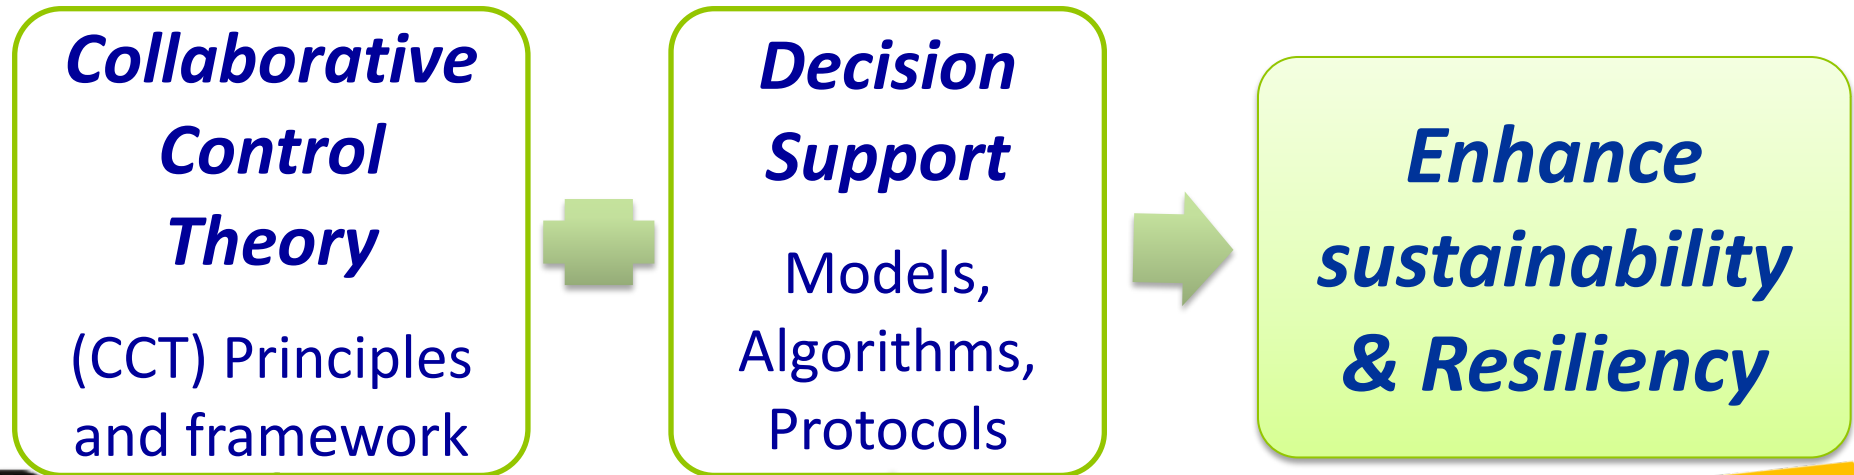 Collaborative
Control
Theory
(CCT) Principles
and framework
Decision
Support
Models,
Algorithms,
Protocols
Enhance
sustainability
& Resiliency